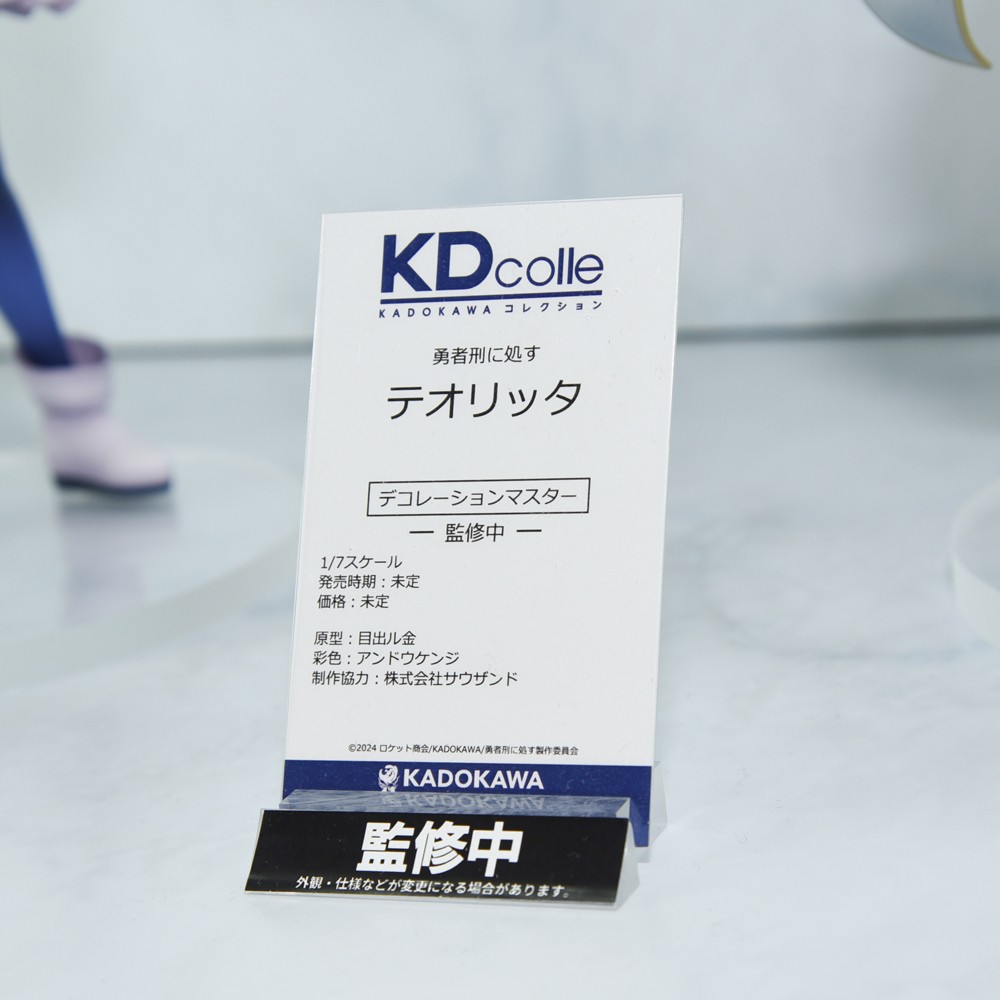 KDcolle
KADOKAWA コレクション
勇者刑に処す
テオリッタ
デコレーションマスター
― 監修中 ―
1/7スケール
発売時期：未定
価格：未定
原型：目出ル金
彩色：アンドウケンジ
制作協力：株式会社サウザンド
©2024 ロケット商会/KADOKAWA/勇者刑に処す製作委員会
KADOKAWA
監修中
外観・仕様などが変更になる場合があります。